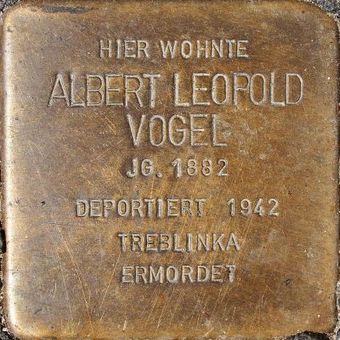 HIER WOHNTE
ALBERT LEOPOLD
VOGEL
JG. 1882
DEPORTIERT 1942
TREBLINKA
ERMORDET